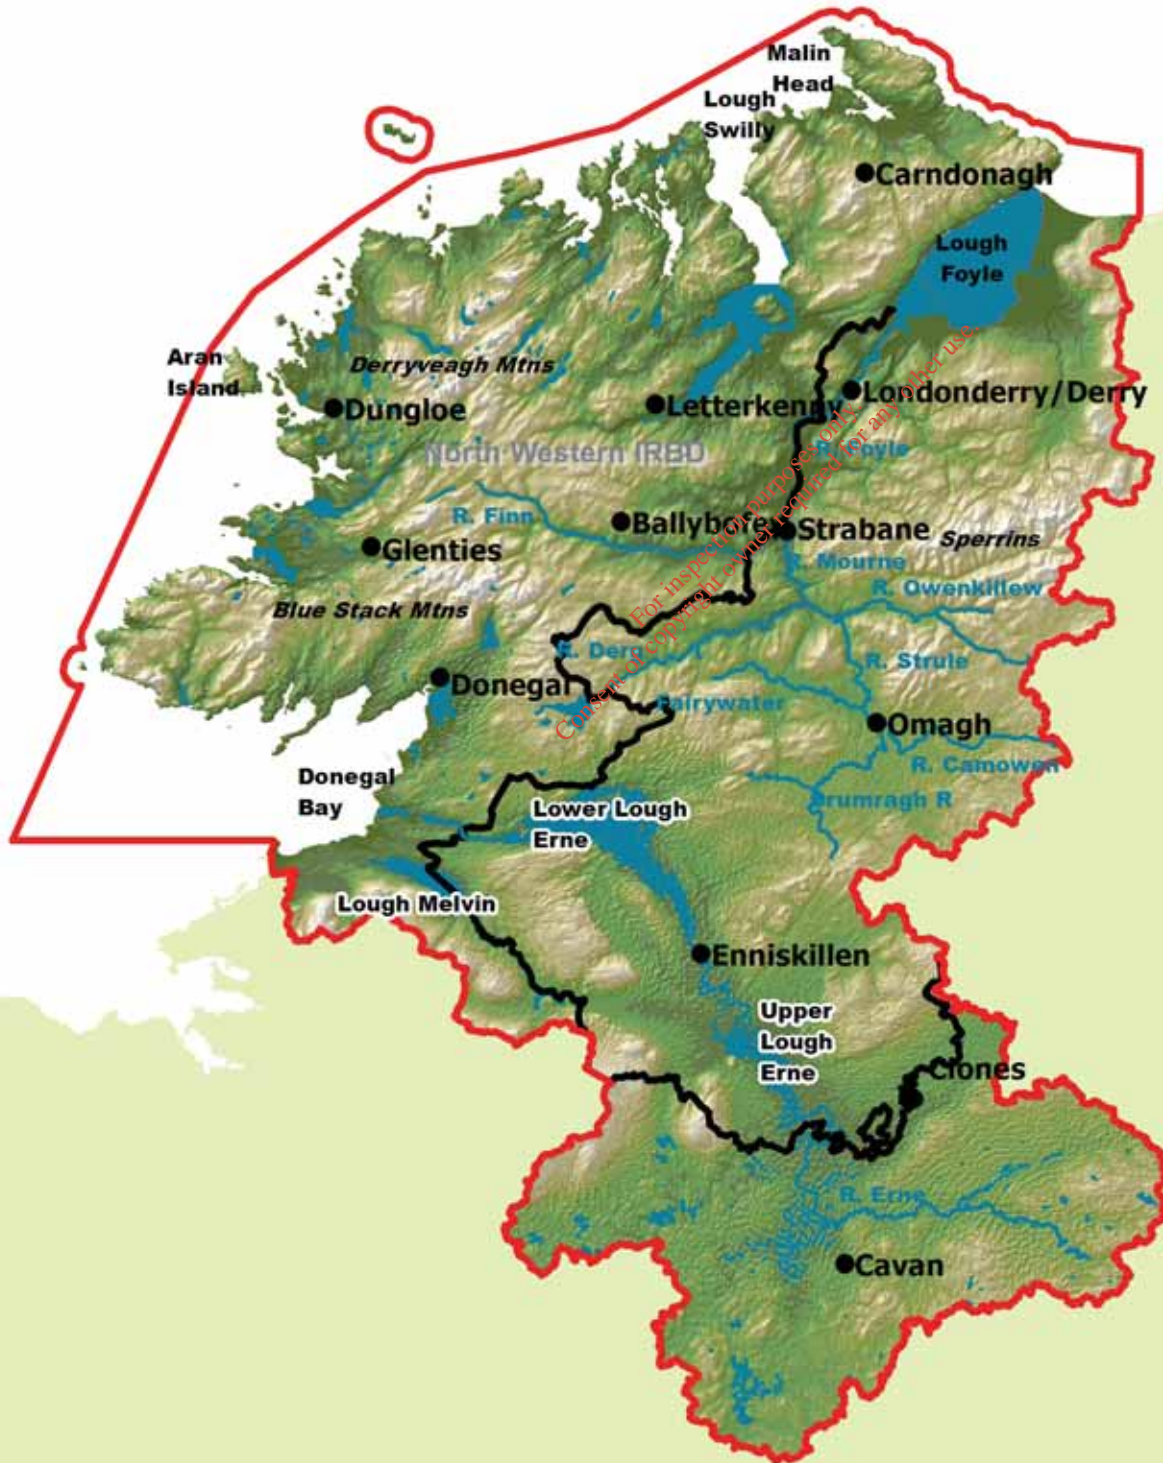 Malin
Head
Lough
Swilly
Carndonagh
Lough
Foyle
Aran
Island
Derryveagh Mtns
Dungloe
Letterkenny
Londonderry/Derry
North Western IRBD
R. Foyle
R. Finn
Ballybofe
Strabane
Sperrins
Glenties
R. Mourne
R. Owenkillew
Blue Stack Mtns
R. Derg
R. Strule
Donegal
Fairywater
Omagh
R. Camowen
Donegal
Bay
Drumragh R
Lower Lough
Erne
Lough Melvin
Enniskillen
Upper
Lough
Erne
Clones
R. Erne
Cavan
For inspection purposes only.
Consent of copyright owner required for any other use.